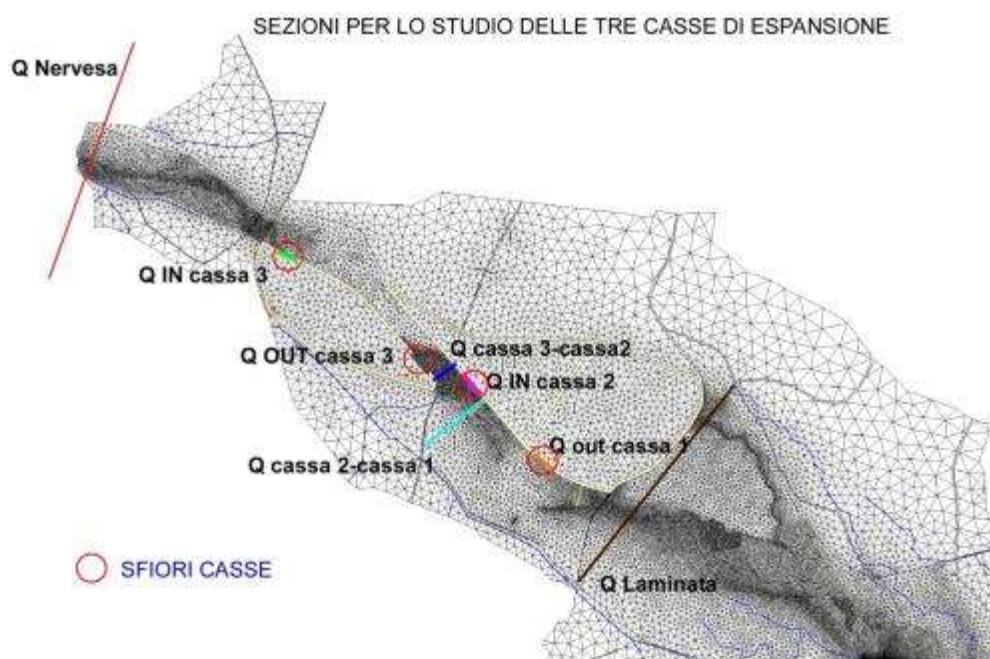 SEZIONI PER LO STUDIO DELLE TRE CASSE DI ESPANSIONE
Q Nervesa
Q IN cassa 3
Q OUT cassa 3
Q cassa 3-cassa2
Q IN cassa 2
Q out cassa 1
Q cassa 2-cassa 1
SFIORI CASSE
Q Laminata